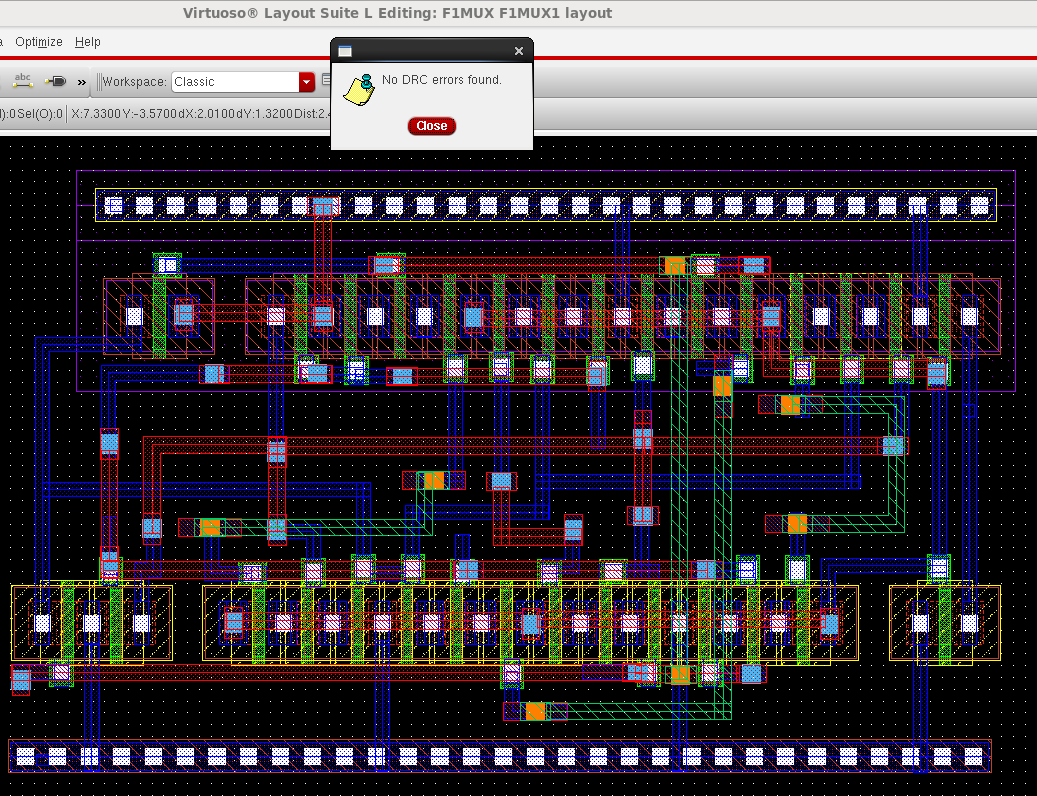 Virtuoso® Layout Suite L Editing: F1MUX F1MUX1 layout
a Optimize Help
No DRC errors found.
abc » Workspace: Classic
Close
l):0 Sel(O):0 X:7.3300 Y:-3.5700 dX:2.0100 dY:1.3200 Dist:2.4